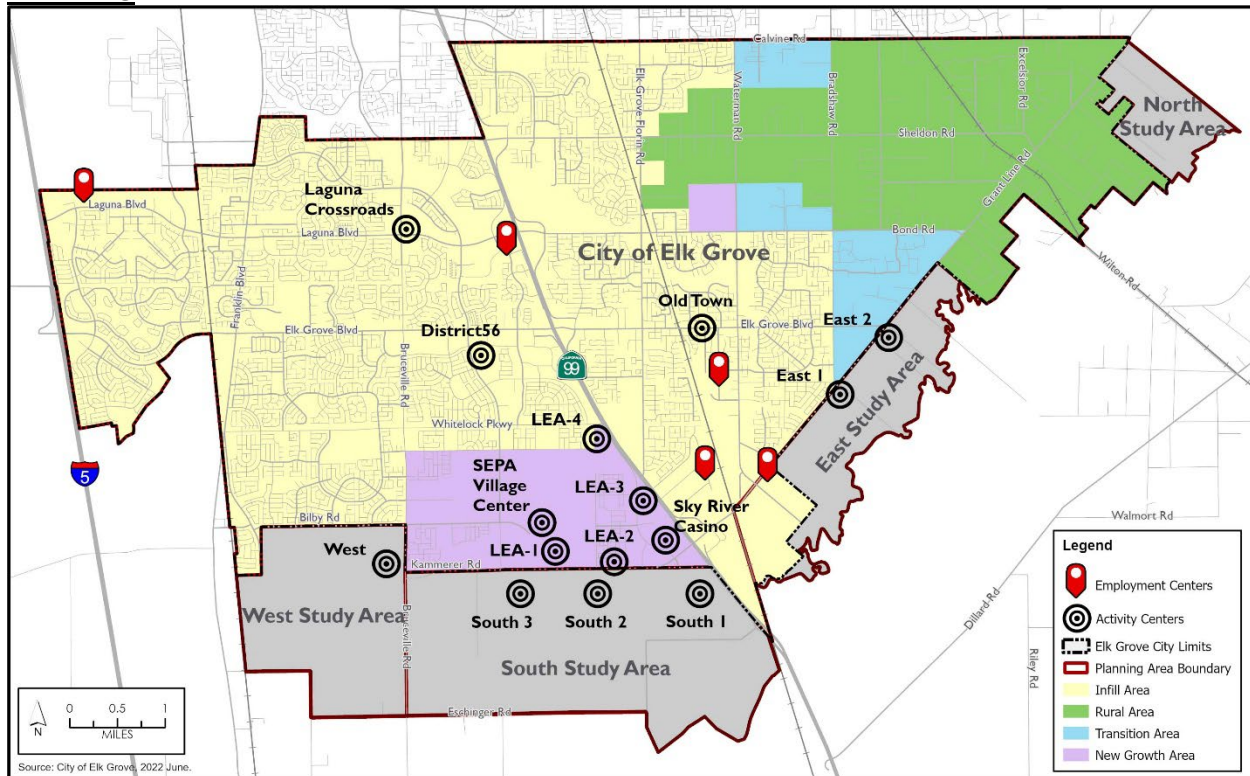 Calvine Rd
Elk Grove Florin Rd
Waterman Rd
Bradshaw Rd
Excelsior Rd
North
Study Area
Sheldon Rd
Grant Line Rd
Laguna Blvd
Laguna
Crossroads
Laguna Blvd
Bond Rd
City of Elk Grove
Wilton Rd
Franklin Blvd
Old Town
Elk Grove Blvd
District56
Elk Grove Blvd
East 2
Bruceville Rd
CALIFORNIA
99
East 1
East Study Area
LEA-4
Whitelock Pkwy
5
SEPA
Village
Center
LEA-3
Sky River
Casino
Bilby Rd
Walmort Rd
West
LEA-1
LEA-2
Kammerer Rd
West Study Area
Bruceville Rd
South 3
South 2
South 1
South Study Area
Dillard Rd
Riley Rd
Eschinger Rd
Legend
Employment Centers
Activity Centers
Elk Grove City Limits
Planning Area Boundary
Infill Area
Rural Area
Transition Area
New Growth Area
N
0 0.5 1
MILES
Source: City of Elk Grove, 2022 June.